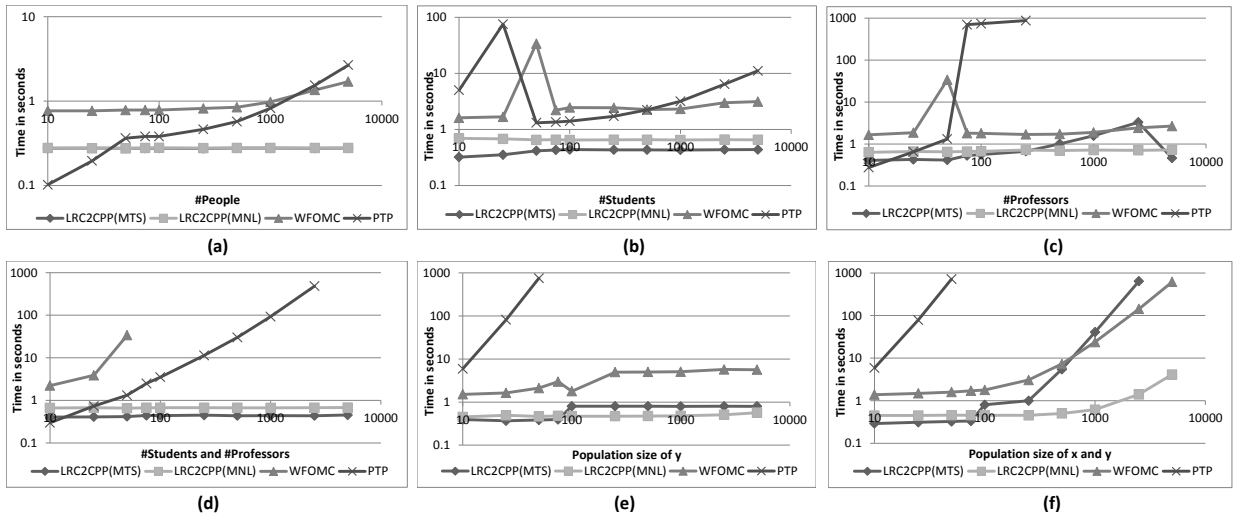 10
1
0.1
10
100
1000
10000
Time in seconds
#People
LRC2CPP(MTS) LRC2CPP(MNL) WFOMC PTP
(a)
100
10
1
0.1
10
100
1000
10000
Time in seconds
#Students
LRC2CPP(MTS) LRC2CPP(MNL) WFOMC PTP
(b)
1000
100
10
1
0.1
10
100
1000
10000
Time in seconds
#Professors
LRC2CPP(MTS) LRC2CPP(MNL) WFOMC PTP
(c)
1000
100
10
1
0.1
10
100
1000
10000
Time in seconds
#Students and #Professors
LRC2CPP(MTS) LRC2CPP(MNL) WFOMC PTP
(d)
1000
100
10
1
0.1
10
100
1000
10000
Time in seconds
Population size of y
LRC2CPP(MTS) LRC2CPP(MNL) WFOMC PTP
(e)
1000
100
10
1
0.1
10
100
1000
10000
Time in seconds
Population size of x and y
LRC2CPP(MTS) LRC2CPP(MNL) WFOMC PTP
(f)